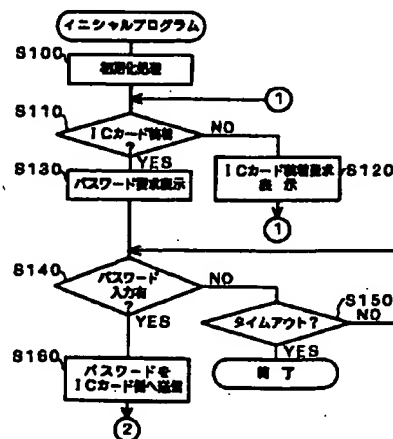 イニシャルプログラム
S100
初期化処理
①
S110
ICカード装着
?
NO
YES
S130
パスワード要求表示
ICカード装着要求
表示
S120
①
S140
パスワード
入力有
?
NO
YES
S150
タイムアウト?
NO
YES
終了
S160
パスワードを
ICカード側へ送信
②